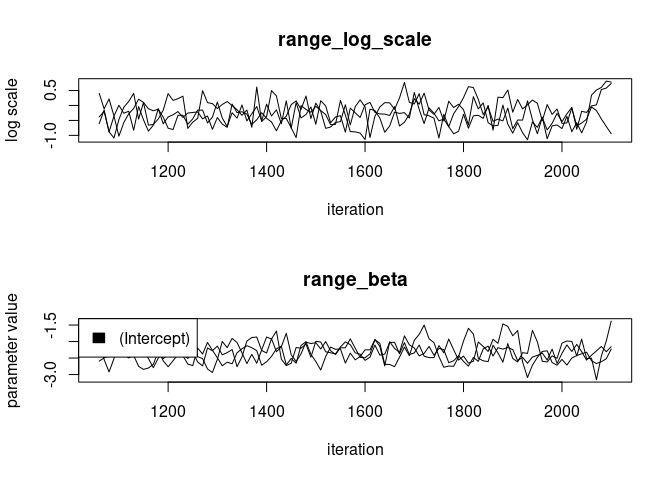 range_log_scale
log scale
0.5
-1.0
1200 1400 1600 1800 2000
iteration
range_beta
parameter value
-1.5
-3.0
(Intercept)
1200 1400 1600 1800 2000
iteration